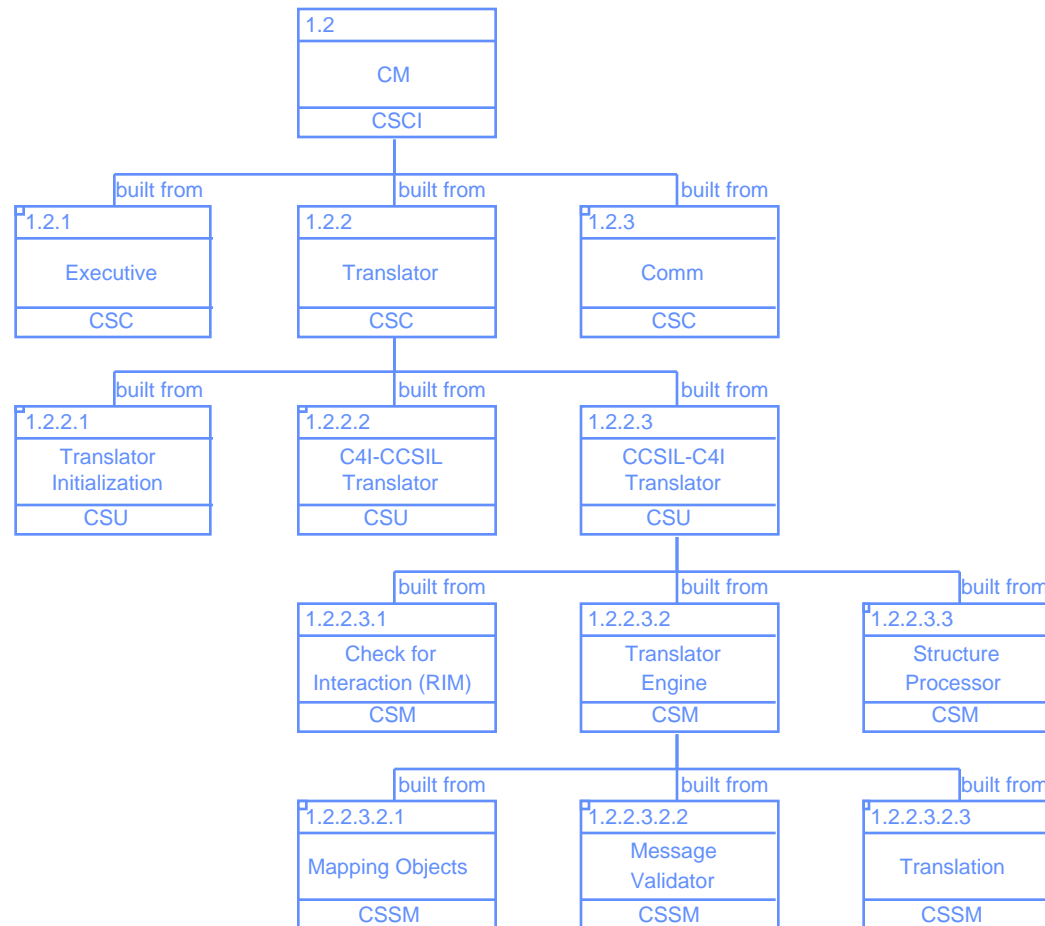 1.2
CM
CSCI
built from
built from
built from
1.2.1
1.2.2
1.2.3
Executive
Translator
Comm
CSC
CSC
CSC
built from
built from
built from
1.2.2.1
1.2.2.2
1.2.2.3
Translator
Initialization
C4I-CCSIL
Translator
CCSIL-C4I
Translator
CSU
CSU
CSU
built from
built from
built from
1.2.2.3.1
1.2.2.3.2
1.2.2.3.3
Check for
Interaction (RIM)
Translator
Engine
Structure
Processor
CSM
CSM
CSM
built from
built from
built from
1.2.2.3.2.1
1.2.2.3.2.2
1.2.2.3.2.3
Mapping Objects
Message
Validator
Translation
CSSM
CSSM
CSSM